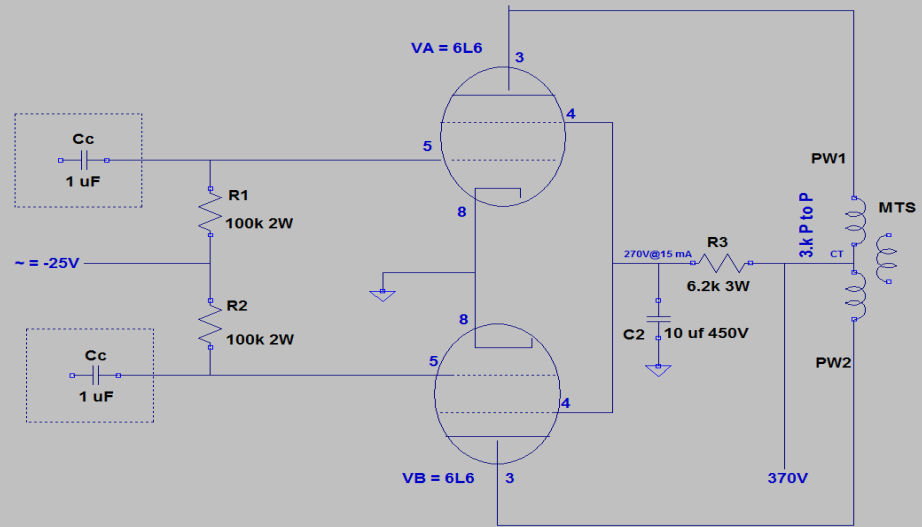 VA = 6L6
3
4
Cc
5
1 uF
PW1
R1
8
MTS
100k 2W
3.k P to P
R3
270V@15 mA
CT
~ = -25V
6.2k 3W
R2
8
100k 2W
C2
10 uf 450V
Cc
5
PW2
1 uF
4
VB = 6L6
3
370V